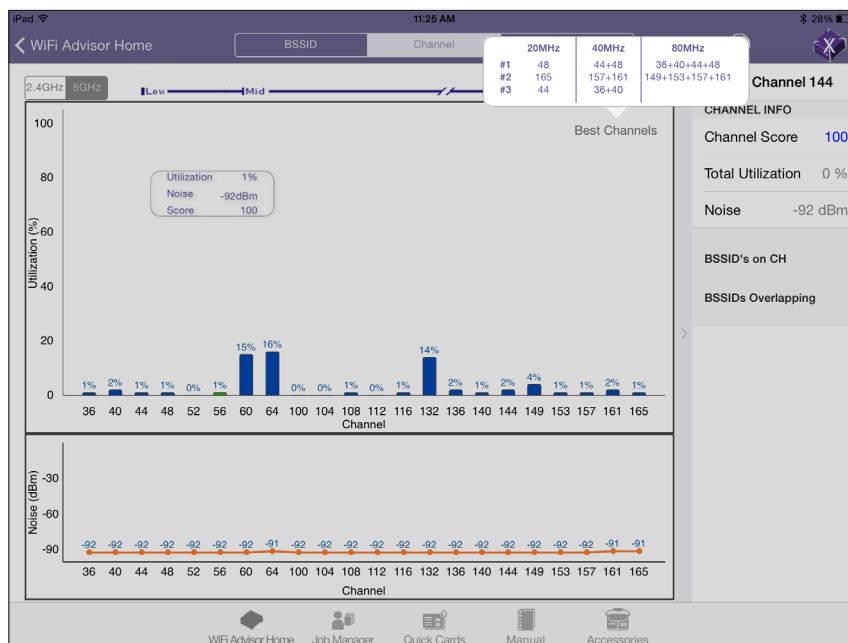 iPad 11:25 AM 28%
WiFi Advisor Home BSSID Channel
20MHz 40MHz 80MHz
#1 48 44+48 36+40+44+48
#2 165 157+161 149+153+157+161
#3 44 36+40
2.4GHz 5GHz Low Mid Channel 144
Best Channels
CHANNEL INFO
Channel Score 100
Total Utilization 0 %
Noise -92 dBm
BSSID's on CH
BSSIDs Overlapping
Utilization 1%
Noise -92dBm
Score 100
Utilization (%)
100
80
60
40
20
0
1% 2% 1% 1% 0% 1% 15% 16% 0% 0% 1% 0% 1% 14% 2% 1% 2% 4% 1% 1% 2% 1%
36 40 44 48 52 56 60 64 100 104 108 112 116 132 136 140 144 149 153 157 161 165
Channel
Noise (dBm)
-30
-60
-90
-92 -92 -92 -92 -92 -92 -92 -91 -92 -92 -92 -92 -92 -92 -92 -92 -92 -92 -92 -92 -91 -91
36 40 44 48 52 56 60 64 100 104 108 112 116 132 136 140 144 149 153 157 161 165
Channel
WiFi Advisor Home Job Manager Quick Cards Manual Accessories